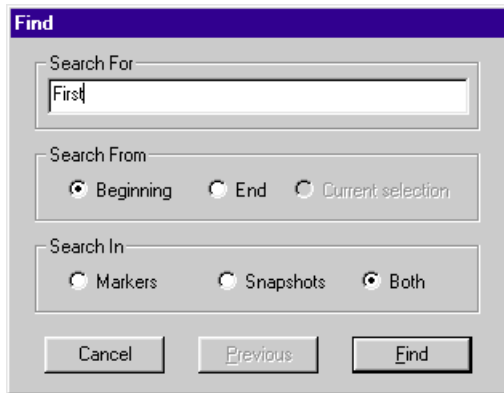 Find
Search For
First
Search From
Beginning End Current selection
Search In
Markers Snapshots Both
Cancel Previous Find